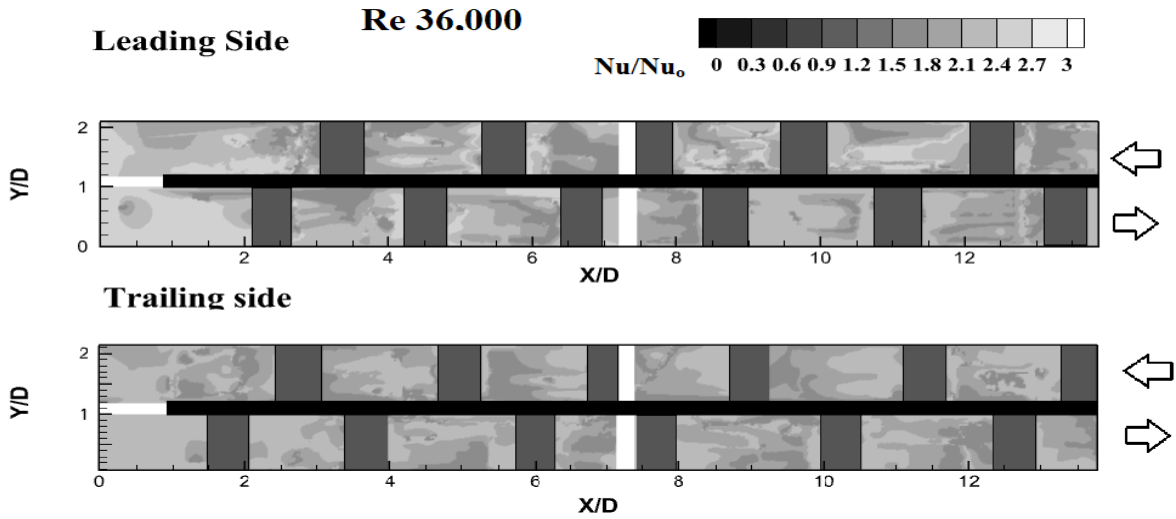 Re 36.000
Leading Side
Nu/Nuₒ 0 0.3 0.6 0.9 1.2 1.5 1.8 2.1 2.4 2.7 3
Y/D
2
1
0
2 4 6 8 10 12
X/D
Trailing side
Y/D
2
1
0 2 4 6 8 10 12
X/D